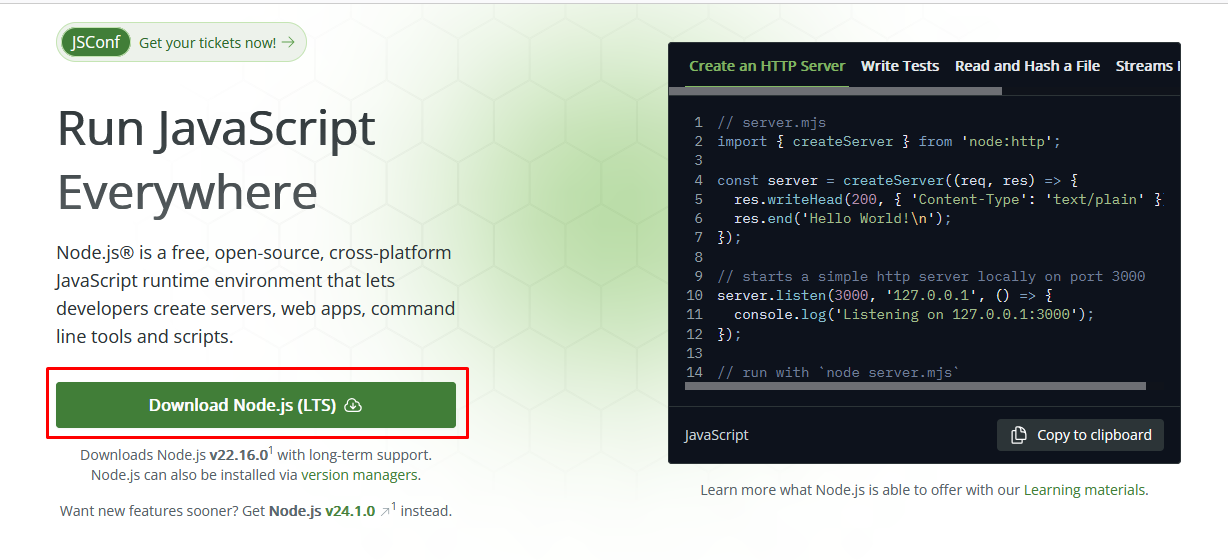 JSConf Get your tickets now! →
Run JavaScript
Everywhere
Node.js® is a free, open-source, cross-platform
JavaScript runtime environment that lets
developers create servers, web apps, command
line tools and scripts.
Download Node.js (LTS)
Downloads Node.js v22.16.0¹ with long-term support.
Node.js can also be installed via version managers.
Want new features sooner? Get Node.js v24.1.0 ↗¹ instead.
Create an HTTP Server Write Tests Read and Hash a File Streams
1 // server.mjs
2 import { createServer } from 'node:http';
3
4 const server = createServer((req, res) => {
5 res.writeHead(200, { 'Content-Type': 'text/plain' }
6 res.end('Hello World!\n');
7 });
8
9 // starts a simple http server locally on port 3000
10 server.listen(3000, '127.0.0.1', () => {
11 console.log('Listening on 127.0.0.1:3000');
12 });
13
14 // run with `node server.mjs`
JavaScript Copy to clipboard
Learn more what Node.js is able to offer with our Learning materials.